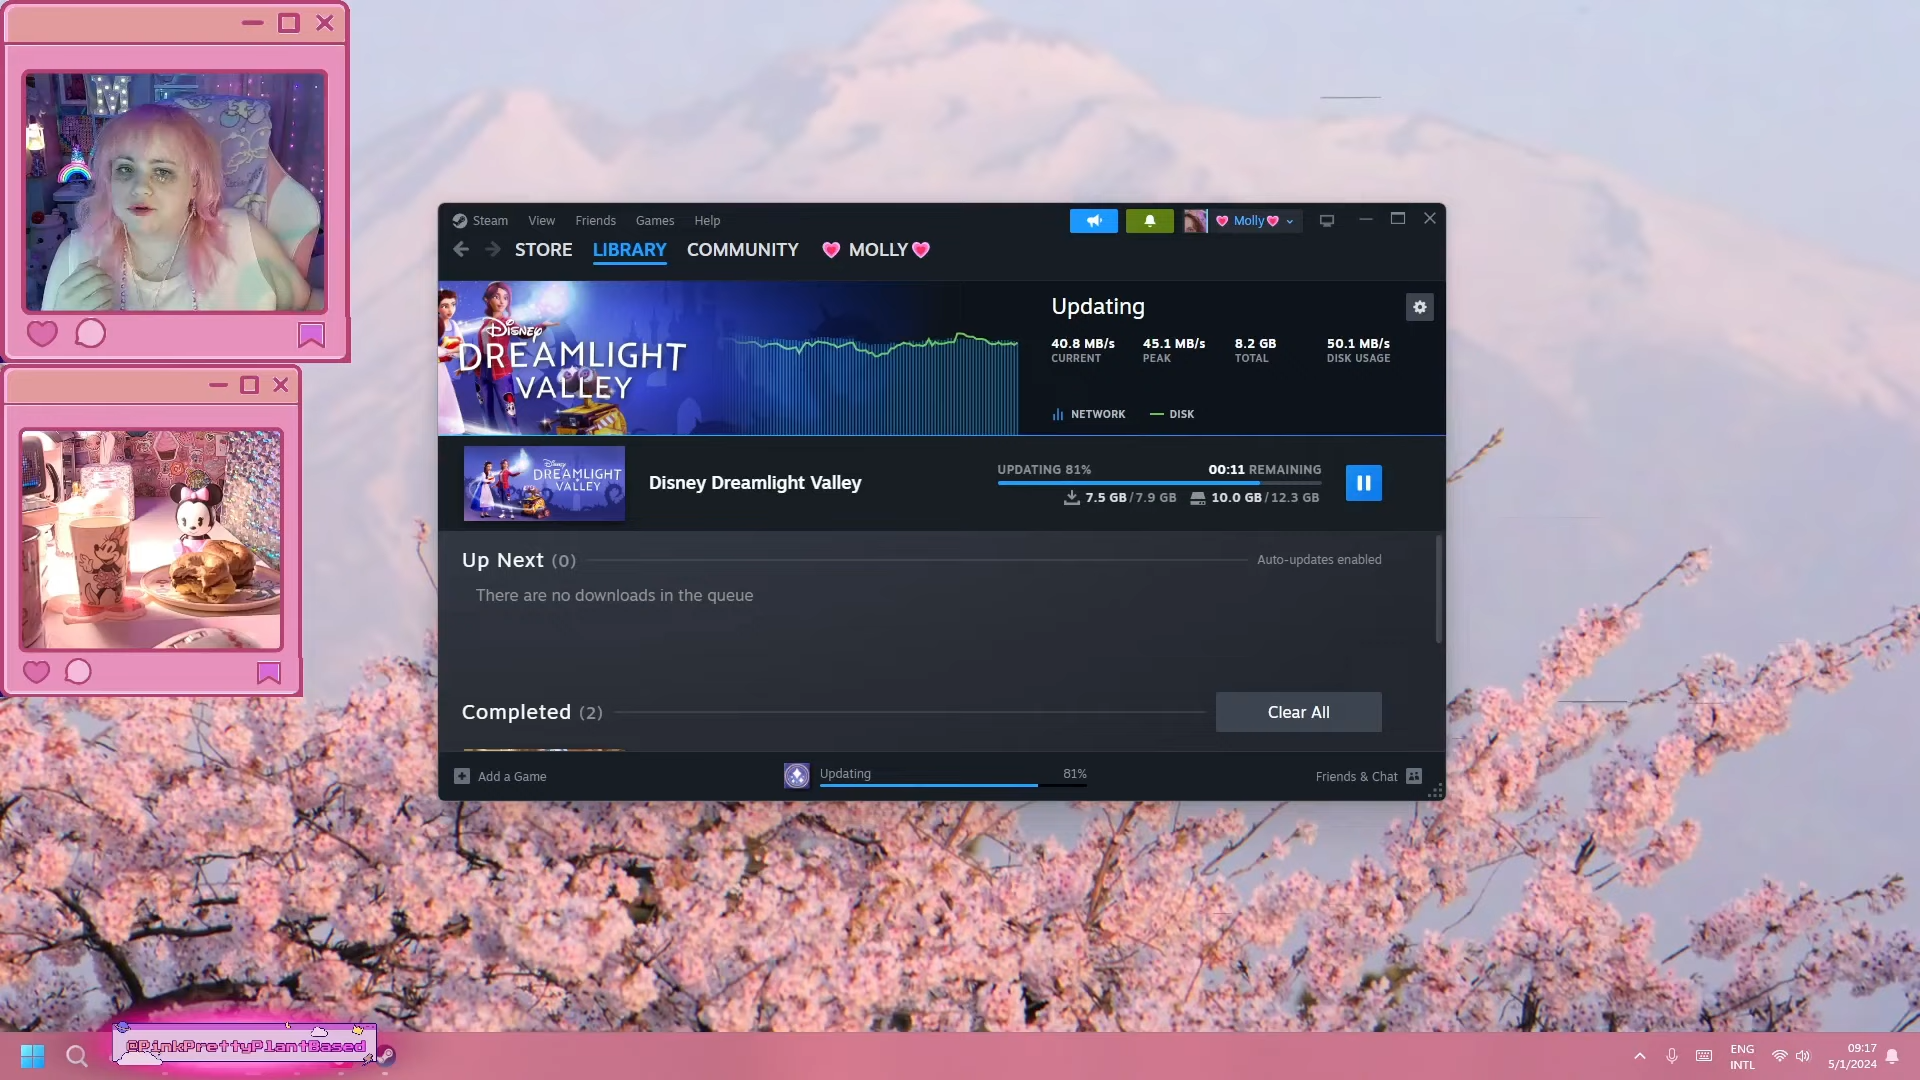 M
Steam View Friends Games Help
Molly
STORE LIBRARY COMMUNITY MOLLY
Disney
DREAMLIGHT
VALLEY
Updating
40.8 MB/s 45.1 MB/s 8.2 GB 50.1 MB/s
CURRENT PEAK TOTAL DISK USAGE
NETWORK DISK
Disney
DREAMLIGHT
VALLEY
Disney Dreamlight Valley
UPDATING 81% 00:11 REMAINING
7.5 GB/7.9 GB 10.0 GB/12.3 GB
Up Next (0)
Auto-updates enabled
There are no downloads in the queue
Completed (2)
Clear All
Add a Game
Updating 81%
Friends & Chat
@PinkPrettyPlantBased
ENG
INTL
09:17
5/1/2024